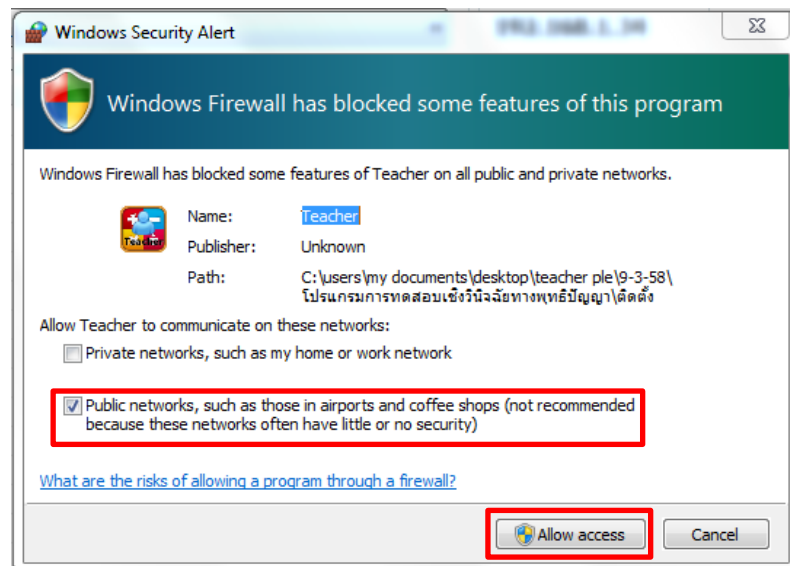 Windows Security Alert
Windows Firewall has blocked some features of this program
Windows Firewall has blocked some features of Teacher on all public and private networks.
Teacher
Name: Teacher
Publisher: Unknown
Path: C:\users\my documents\desktop\teacher ple\9-3-58\
โปรแกรมการทดสอบเชิงวินิจฉัยทางพุทธิปัญญา\ติดตั้ง
Allow Teacher to communicate on these networks:
Private networks, such as my home or work network
Public networks, such as those in airports and coffee shops (not recommended
because these networks often have little or no security)
What are the risks of allowing a program through a firewall?
Allow access Cancel